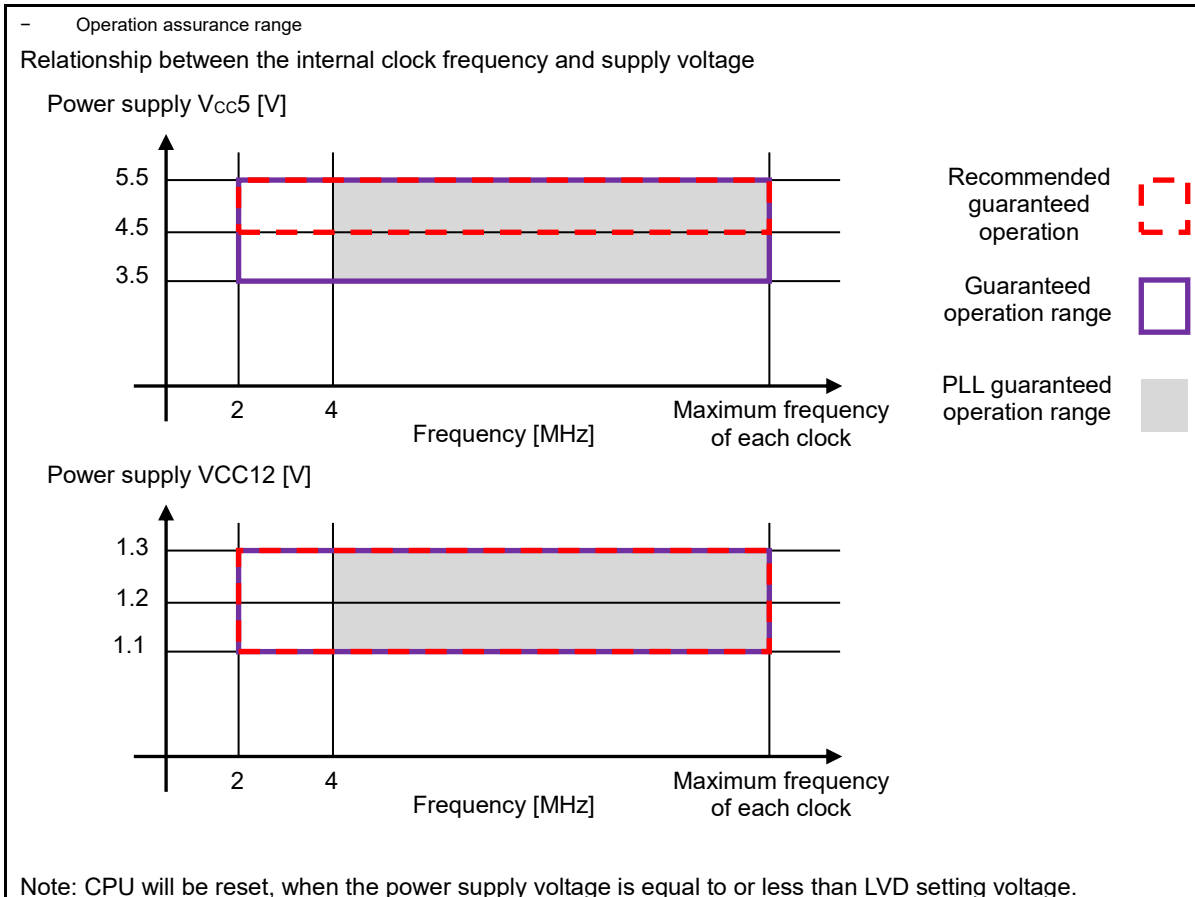 − Operation assurance range
Relationship between the internal clock frequency and supply voltage
Power supply VCC5 [V]
5.5
4.5
3.5
2
4
Frequency [MHz]
Maximum frequency
of each clock
Recommended
guaranteed
operation
Guaranteed
operation range
PLL guaranteed
operation range
Power supply VCC12 [V]
1.3
1.2
1.1
2
4
Frequency [MHz]
Maximum frequency
of each clock
Note: CPU will be reset, when the power supply voltage is equal to or less than LVD setting voltage.